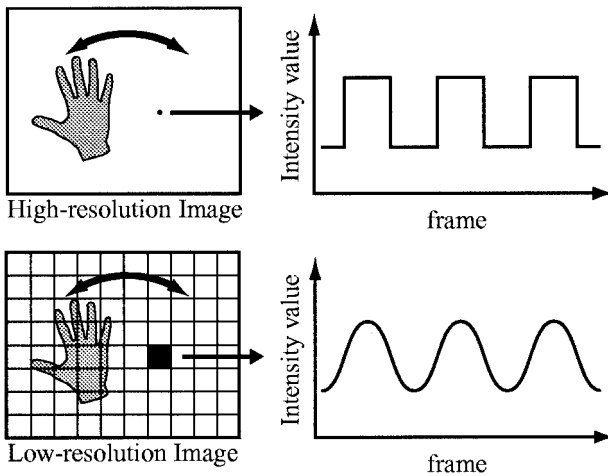 Intensity value
frame
High-resolution Image
Intensity value
frame
Low-resolution Image